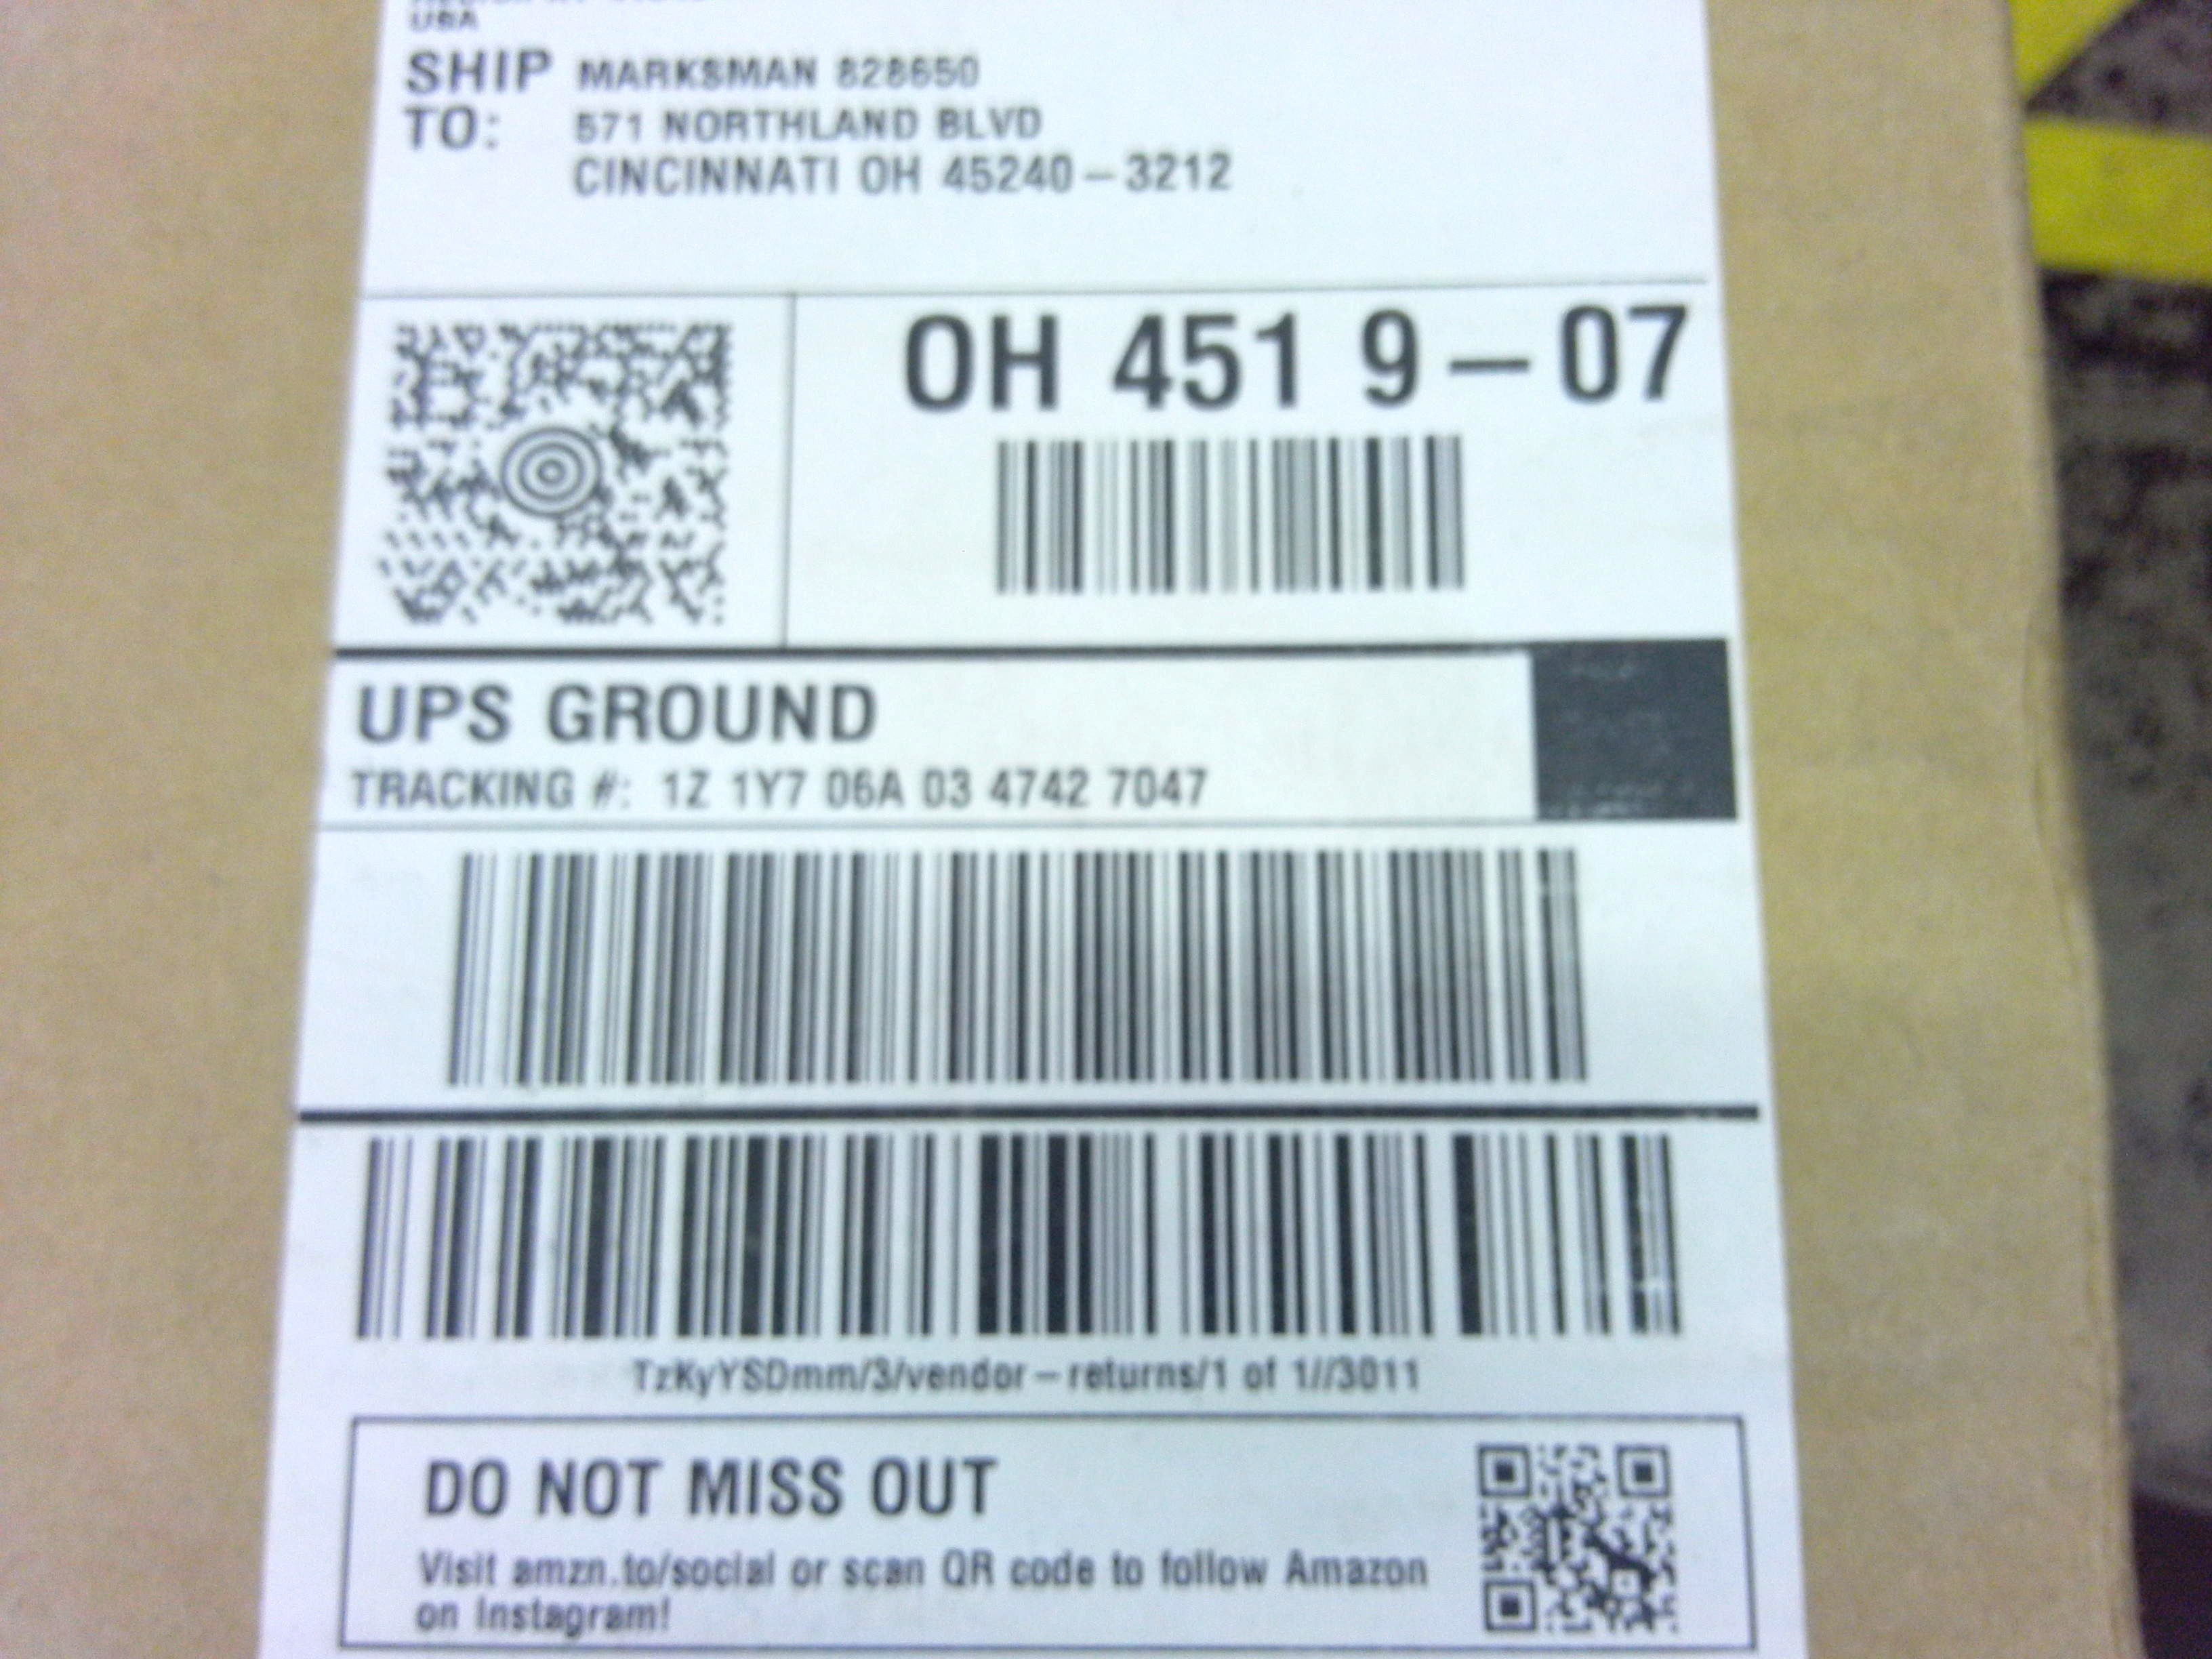 USA
SHIP TO: MARKSMAN 828650
571 NORTHLAND BLVD
CINCINNATI OH 45240-3212
OH 451 9-07
UPS GROUND
TRACKING #: 1Z 1Y7 06A 03 4742 7047
TzKyYSDmm/3/vendor-returns/1 of 1//3011
DO NOT MISS OUT
Visit amzn.to/social or scan QR code to follow Amazon
on Instagram!